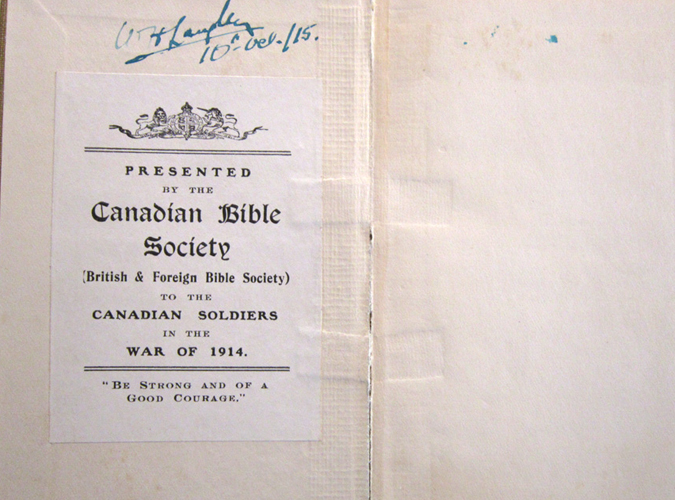 10th Oct./15.
PRESENTED
BY THE
Canadian Bible
Society
(British & Foreign Bible Society)
TO THE
CANADIAN SOLDIERS
IN THE
WAR OF 1914.
"BE STRONG AND OF A
GOOD COURAGE."